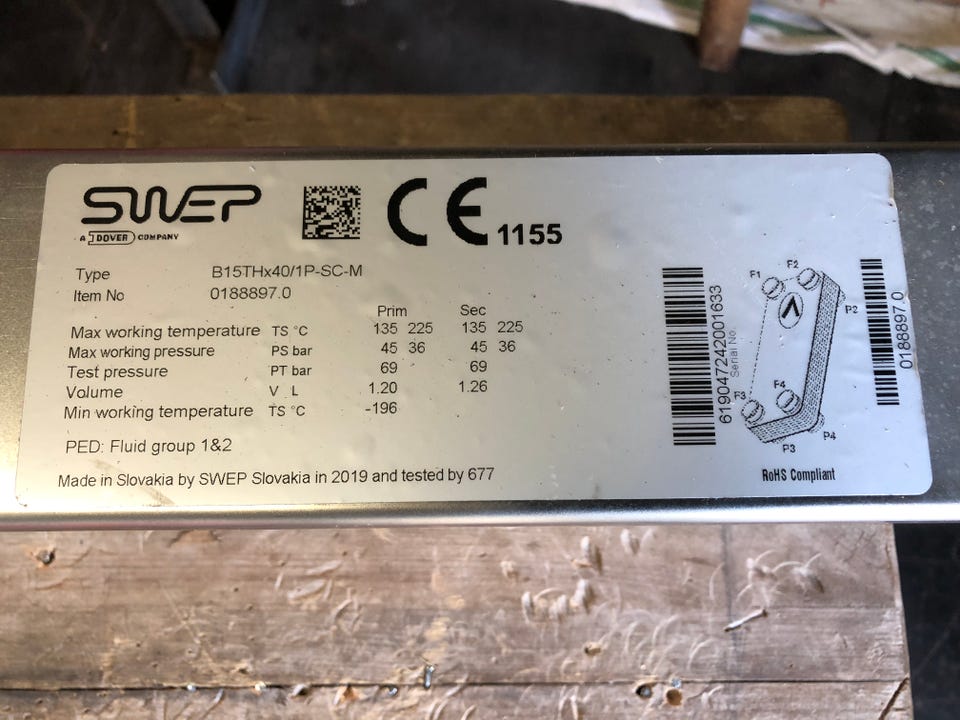 SWEP
A DOVER COMPANY
CE 1155
Type B15THx40/1P-SC-M
Item No 0188897.0
Prim Sec
Max working temperature TS °C 135 225 135 225
Max working pressure PS bar 45 36 45 36
Test pressure PT bar 69 69
Volume V L 1.20 1.26
Min working temperature TS °C -196
PED: Fluid group 1&2
Made in Slovakia by SWEP Slovakia in 2019 and tested by 677
619047242001633
Serial No.
F1 F2
P2
F3 F4
P4
P3
RoHS Compliant
0188897.0